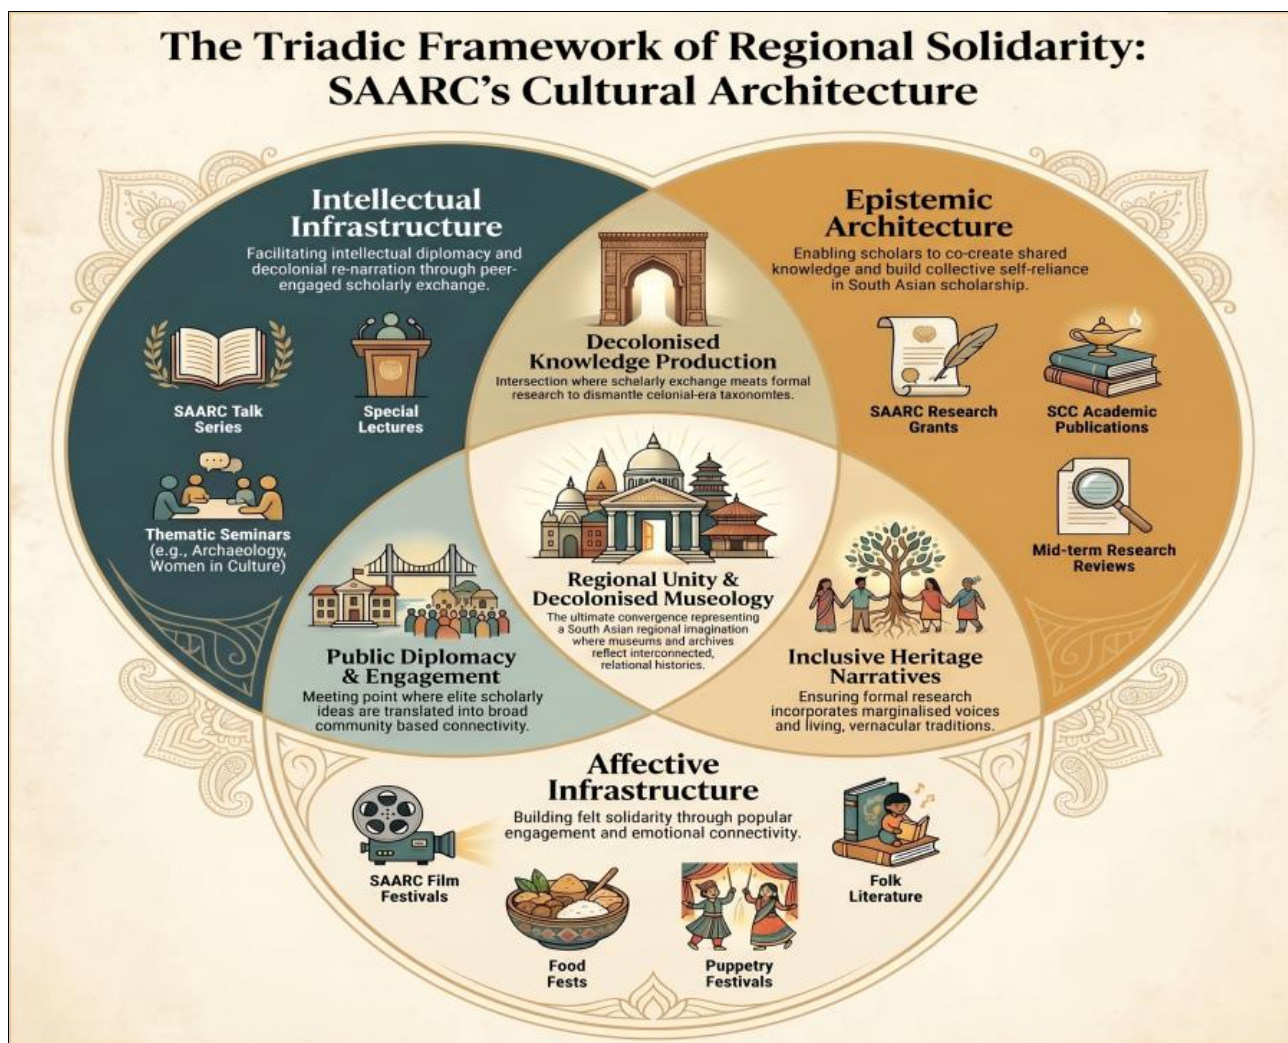 The Triadic Framework of Regional Solidarity:
SAARC's Cultural Architecture
Intellectual
Infrastructure
Facilitating intellectual diplomacy and
decolonial re-narration through peer-
engaged scholarly exchange.
SAARC Talk
Series
Special
Lectures
Thematic Seminars
(e.g., Archaeology,
Women in Culture)
Epistemic
Architecture
Enabling scholars to co-create shared
knowledge and build collective self-reliance
in South Asian scholarship.
SAARC Research
Grants
SCC Academic
Publications
Mid-term Research
Reviews
Decolonised
Knowledge Production
Intersection where scholarly exchange meats formal
research to dismantle celonial-era taxonomtes.
Regional Unity &
Decolonised Museology
The ultimate convergence representing
a South Asian regional imagination
where museums and archives
reflect interconnected,
relational historics.
Public Diplomacy
& Engagement
Meeting point where elite scholarly
ideas are translated into broad
community based connectivity.
Inclusive Heritage
Narratives
Ensuring formal research
incorporates marginalised voices
and living, vernacular traditions.
Affective
Infrastructure
Building felt solidarity through popular
engagement and emotional connectivity.
SAARC Film
Festivals
Food
Fests
Puppetry
Festivals
Folk
Literature